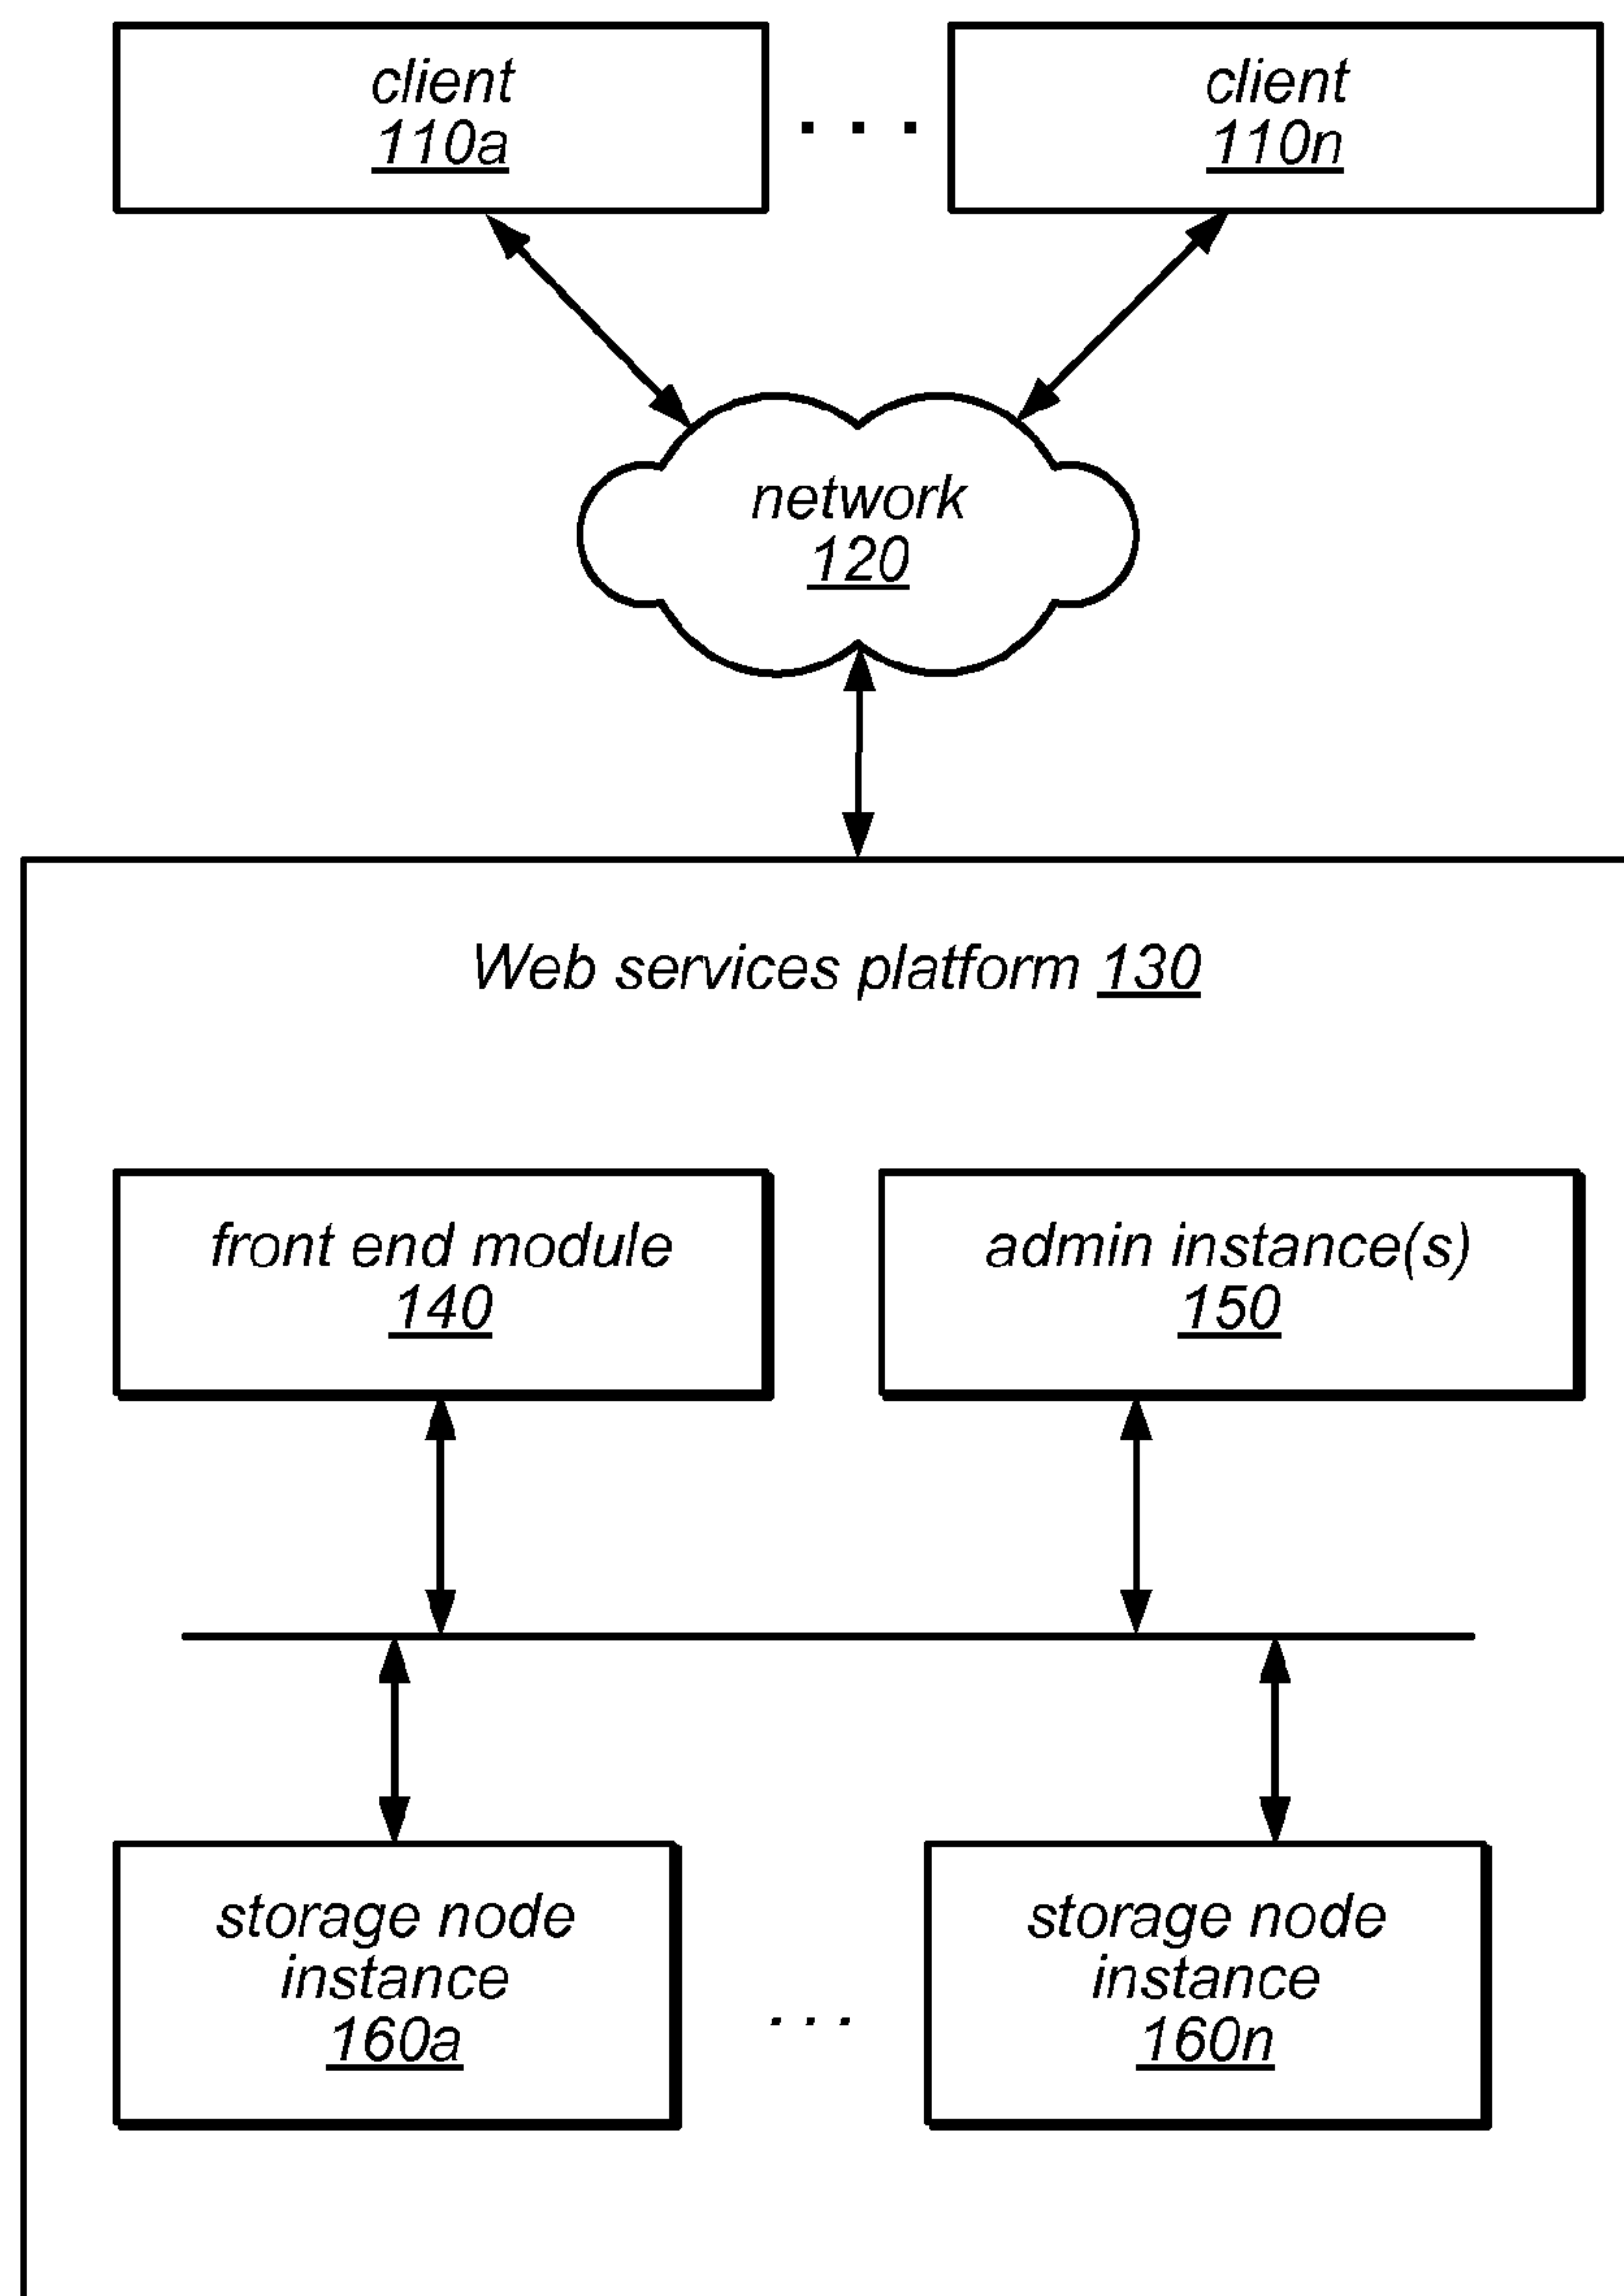 client
110a
. . .
client
110n
network
120
Web services platform 130
front end module
140
admin instance(s)
150
storage node
instance
160a
. . .
storage node
instance
160n